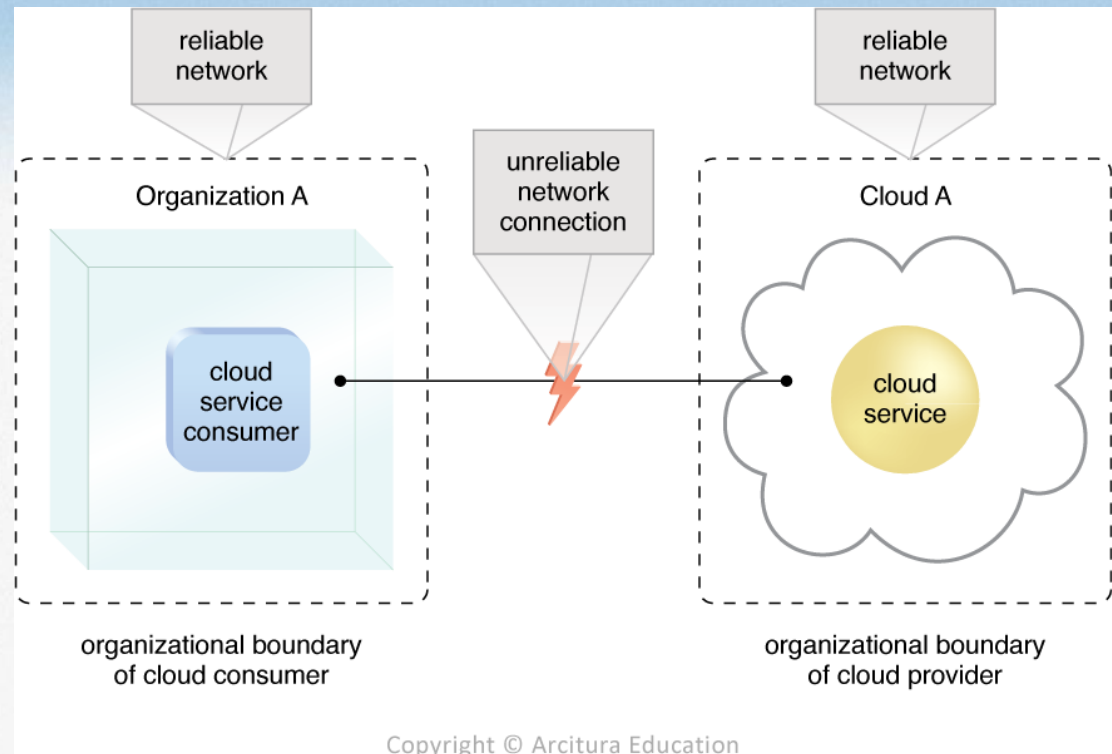 reliable
network
reliable
network
unreliable
network
connection
Organization A
Cloud A
cloud
service
consumer
cloud
service
organizational boundary
of cloud consumer
organizational boundary
of cloud provider
Copyright © Arcitura Education